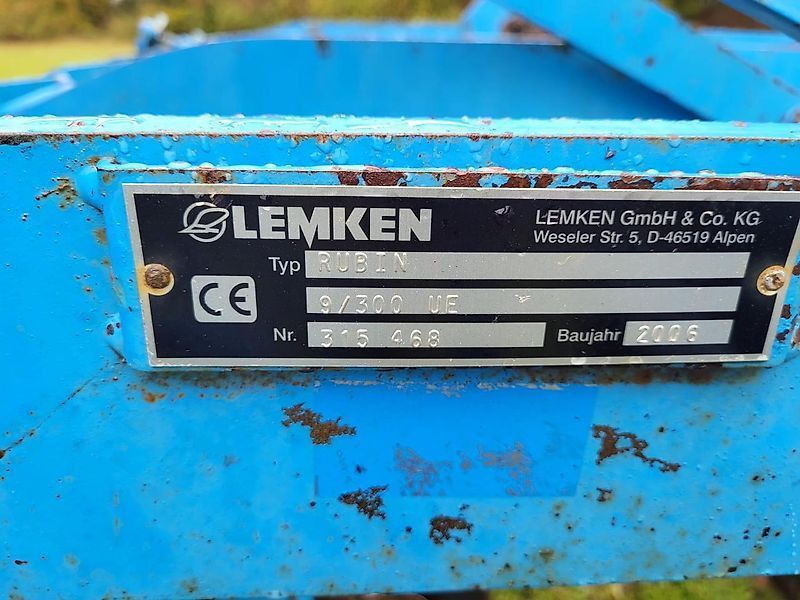 LEMKEN
LEMKEN GmbH & Co. KG
Weseler Str. 5, D-46519 Alpen
Typ RUBIN
9/300 UE
CE
Nr. 315 468 Baujahr 2006